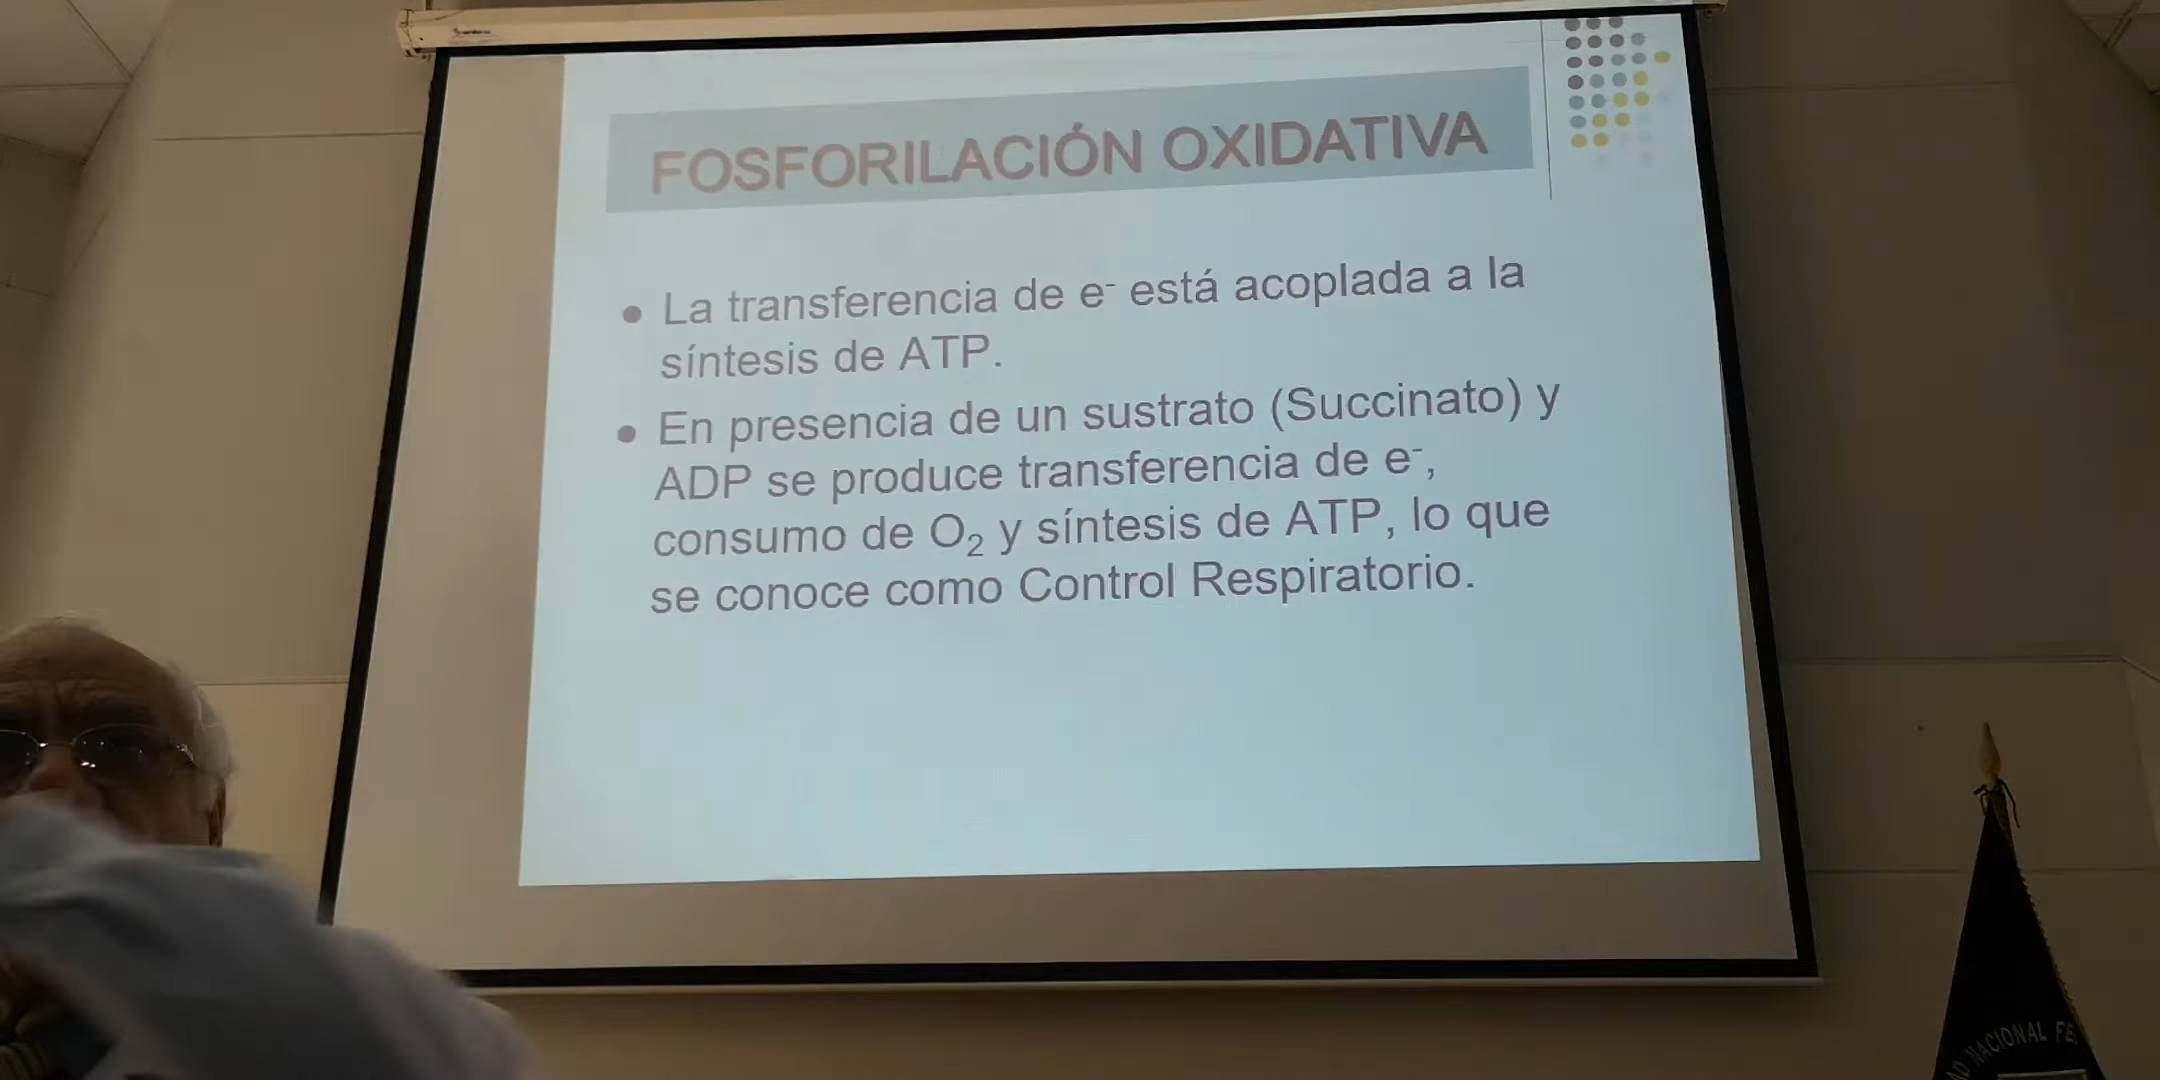 FOSFORILACIÓN OXIDATIVA
● La transferencia de e⁻ está acoplada a la
síntesis de ATP.
● En presencia de un sustrato (Succinato) y
ADP se produce transferencia de e⁻,
consumo de O₂ y síntesis de ATP, lo que
se conoce como Control Respiratorio.
NACIONAL